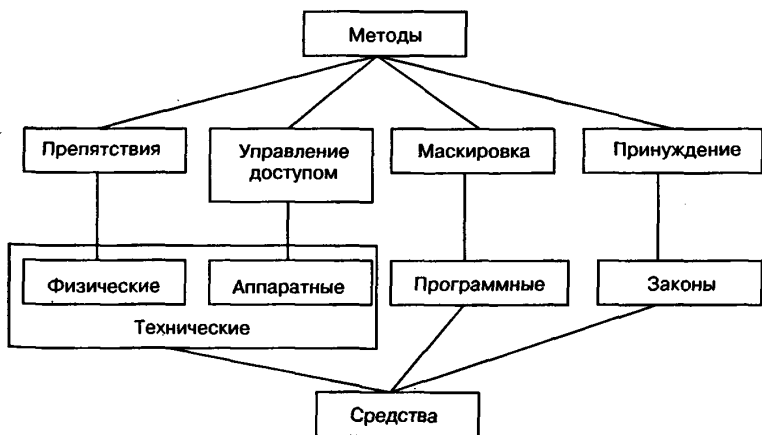 Методы
Препятствия
Управление
доступом
Маскировка
Принуждение
Физические
Аппаратные
Программные
Законы
Технические
Средства